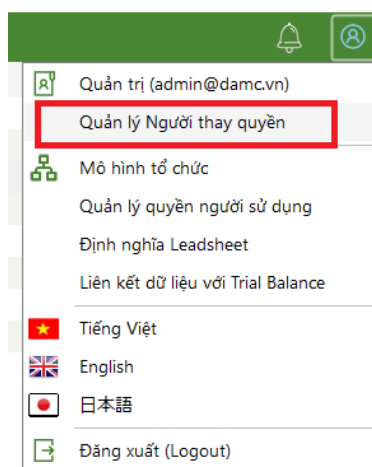 Quản trị (admin@damc.vn)
Quản lý Người thay quyền
Mô hình tổ chức
Quản lý quyền người sử dụng
Định nghĩa Leadsheet
Liên kết dữ liệu với Trial Balance
Tiếng Việt
English
日本語
Đăng xuất (Logout)